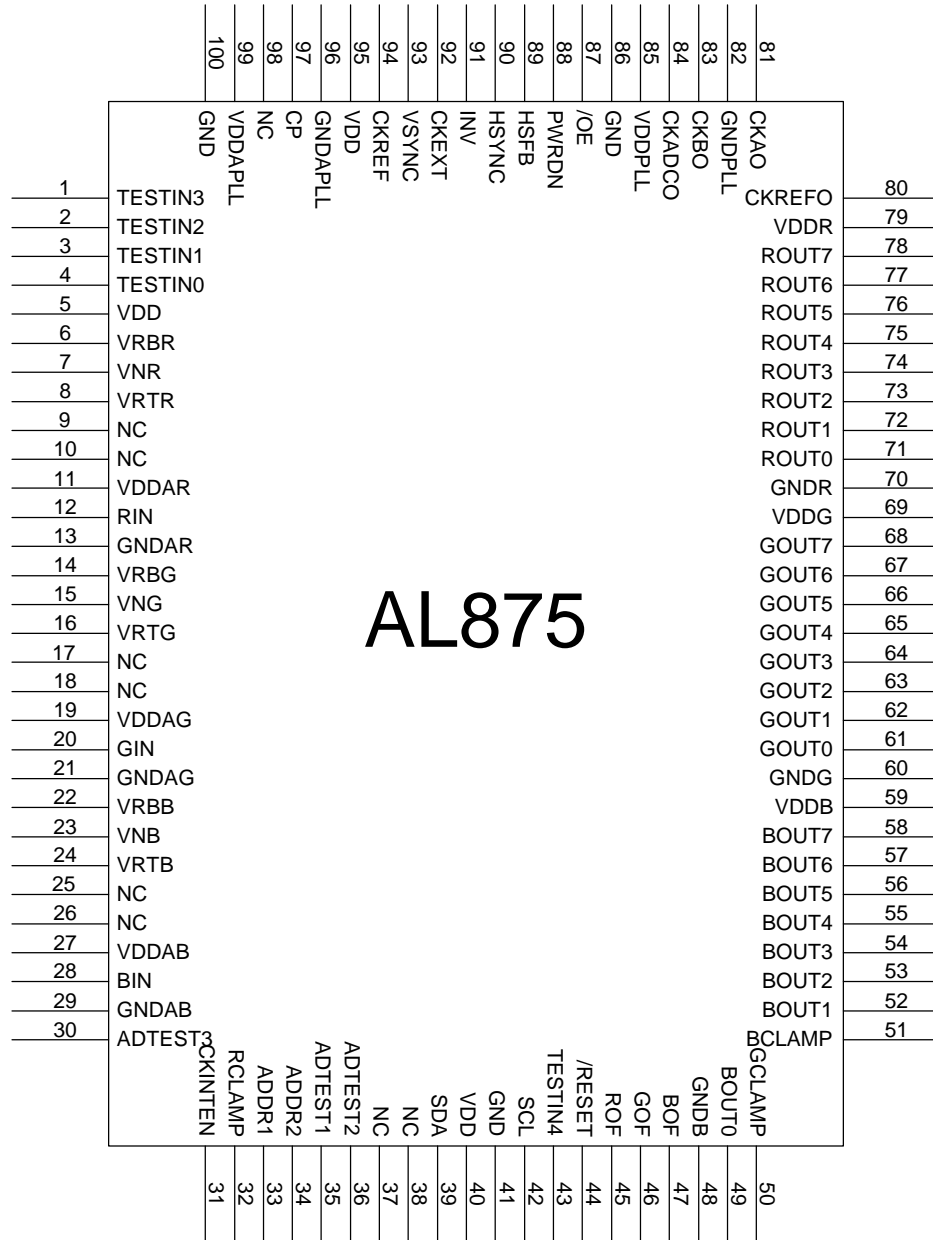 100 99 98 97 96 95 94 93 92 91 90 89 88 87 86 85 84 83 82 81
GND VDDAPLL NC CP GNDAPLL VDD CKREF VSYNC CKEXT INV HSYNC HSFB PWRDN /OE GND VDDPLL CKADCO CKBO GNDPLL CKAO
1 TESTIN3 CKREFO 80
2 TESTIN2 VDDR 79
3 TESTIN1 ROUT7 78
4 TESTIN0 ROUT6 77
5 VDD ROUT5 76
6 VRBR ROUT4 75
7 VNR ROUT3 74
8 VRTR ROUT2 73
9 NC ROUT1 72
10 NC ROUT0 71
11 VDDAR GNDR 70
12 RIN VDDG 69
13 GNDAR GOUT7 68
14 VRBG GOUT6 67
15 VNG GOUT5 66
16 VRTG GOUT4 65
AL875
17 NC GOUT3 64
18 NC GOUT2 63
19 VDDAG GOUT1 62
20 GIN GOUT0 61
21 GNDAG GNDG 60
22 VRBB VDDB 59
23 VNB BOUT7 58
24 VRTB BOUT6 57
25 NC BOUT5 56
26 NC BOUT4 55
27 VDDAB BOUT3 54
28 BIN BOUT2 53
29 GNDAB BOUT1 52
30 ADTEST3 BCLAMP 51
CKINTEN RCLAMP ADDR1 ADDR2 ADTEST1 ADTEST2 NC NC SDA VDD GND SCL TESTIN4 /RESET ROF GOF BOF GNDB BOUT0 GCLAMP
31 32 33 34 35 36 37 38 39 40 41 42 43 44 45 46 47 48 49 50